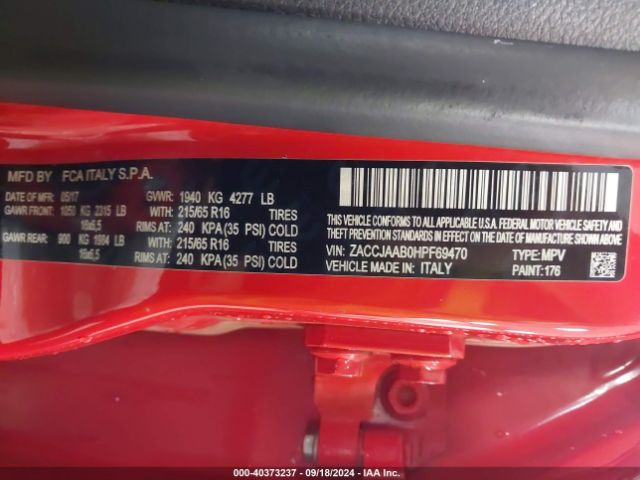 MFD BY FCA ITALY S.P.A.
DATE OF MFR: 05/17 GVWR: 1940 KG 4277 LB
GAWR FRONT: 1050 KG 2315 LB WITH: 215/65 R16 TIRES
16x6,5 RIMS AT: 240 KPA (35 PSI) COLD
GAWR REAR: 900 KG 1984 LB WITH: 215/65 R16 TIRES
16x6,5 RIMS AT: 240 KPA (35 PSI) COLD
THIS VEHICLE CONFORMS TO ALL APPLICABLE U.S.A. FEDERAL MOTOR VEHICLE SAFETY, BUMPER AND
THEFT PREVENTION STANDARDS IN EFFECT ON THE DATE OF MANUFACTURE SHOWN ABOVE
VIN: ZACCJAAB0HPF69470 TYPE: MPV
VEHICLE MADE IN: ITALY PAINT: 176
000-40373237 - 09/18/2024 - IAA Inc.